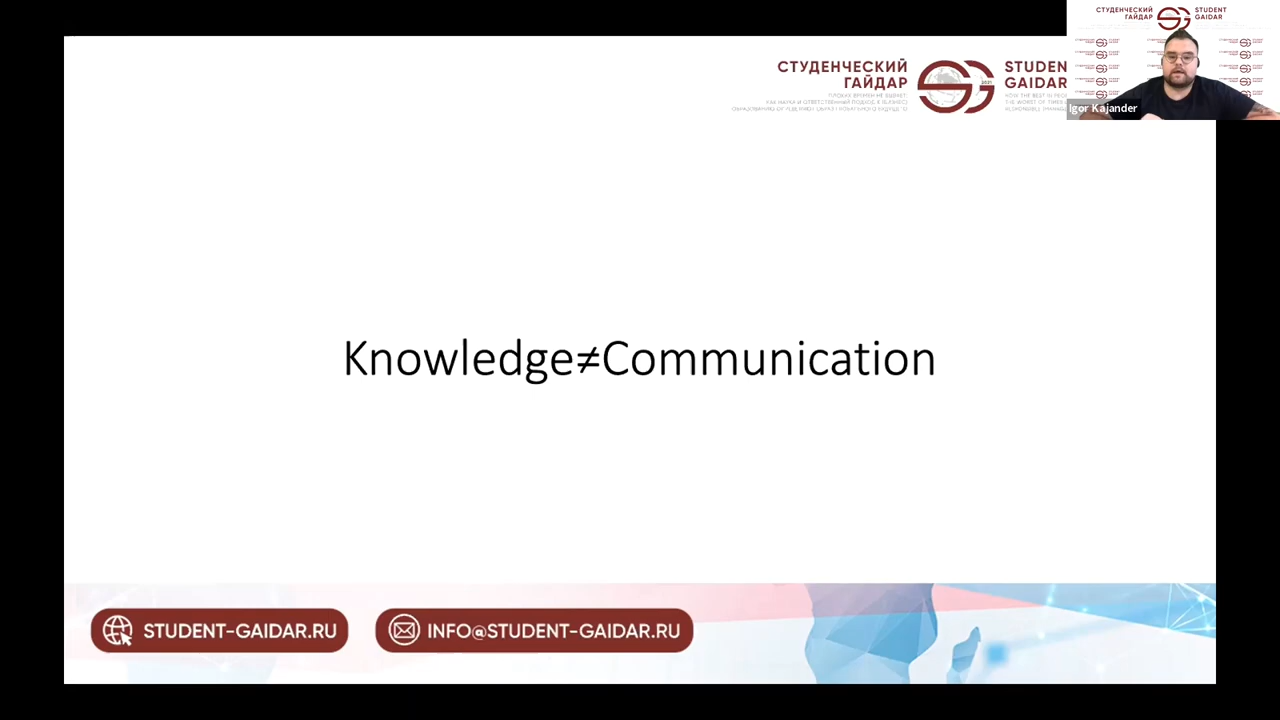 СТУДЕНЧЕСКИЙ
ГАЙДАР
2021
STUDEN
GAIDAR
СТУДЕНЧЕСКИЙ
ГАЙДАР
STUDENT
GAIDAR
Igor Kajander
Knowledge≠Communication
STUDENT-GAIDAR.RU
INFO@STUDENT-GAIDAR.RU